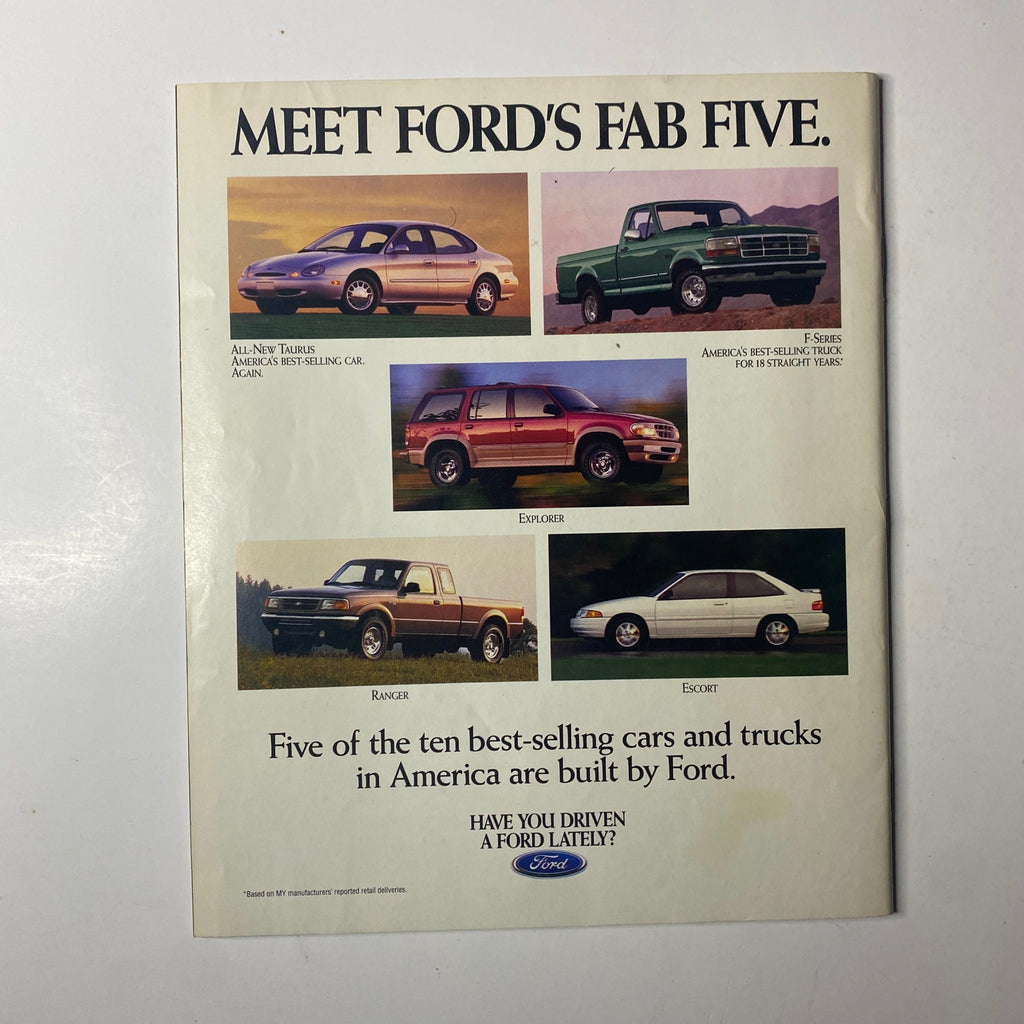 MEET FORD'S FAB FIVE.
ALL-NEW TAURUS
AMERICA'S BEST-SELLING CAR.
AGAIN.
F-SERIES
AMERICA'S BEST-SELLING TRUCK
FOR 18 STRAIGHT YEARS.*
EXPLORER
RANGER
ESCORT
Five of the ten best-selling cars and trucks
in America are built by Ford.
HAVE YOU DRIVEN
A FORD LATELY?
Ford
*Based on MY manufacturers' reported retail deliveries.